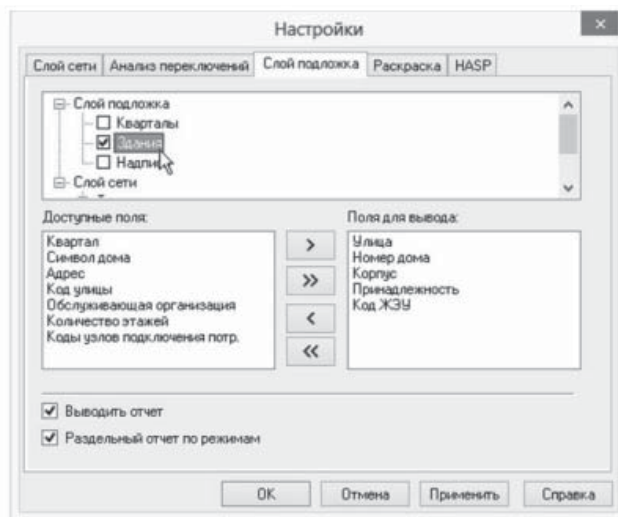 Настройки
Слой сети Анализ переключений Слой подложка Раскраска HASP
Слой подложка
Кварталы
Здания
Слой сети
Доступные поля:
Квартал
Символ дома
Адрес
Код улицы
Обслуживающая организация
Количество этажей
Коды узлов подключения потр.
>
>>
<
<<
Поля для вывода:
Улица
Номер дома
Корпус
Принадлежность
Код ЖЭУ
Выводить отчет
Раздельный отчет по режимам
OK Отмена Применить Справка